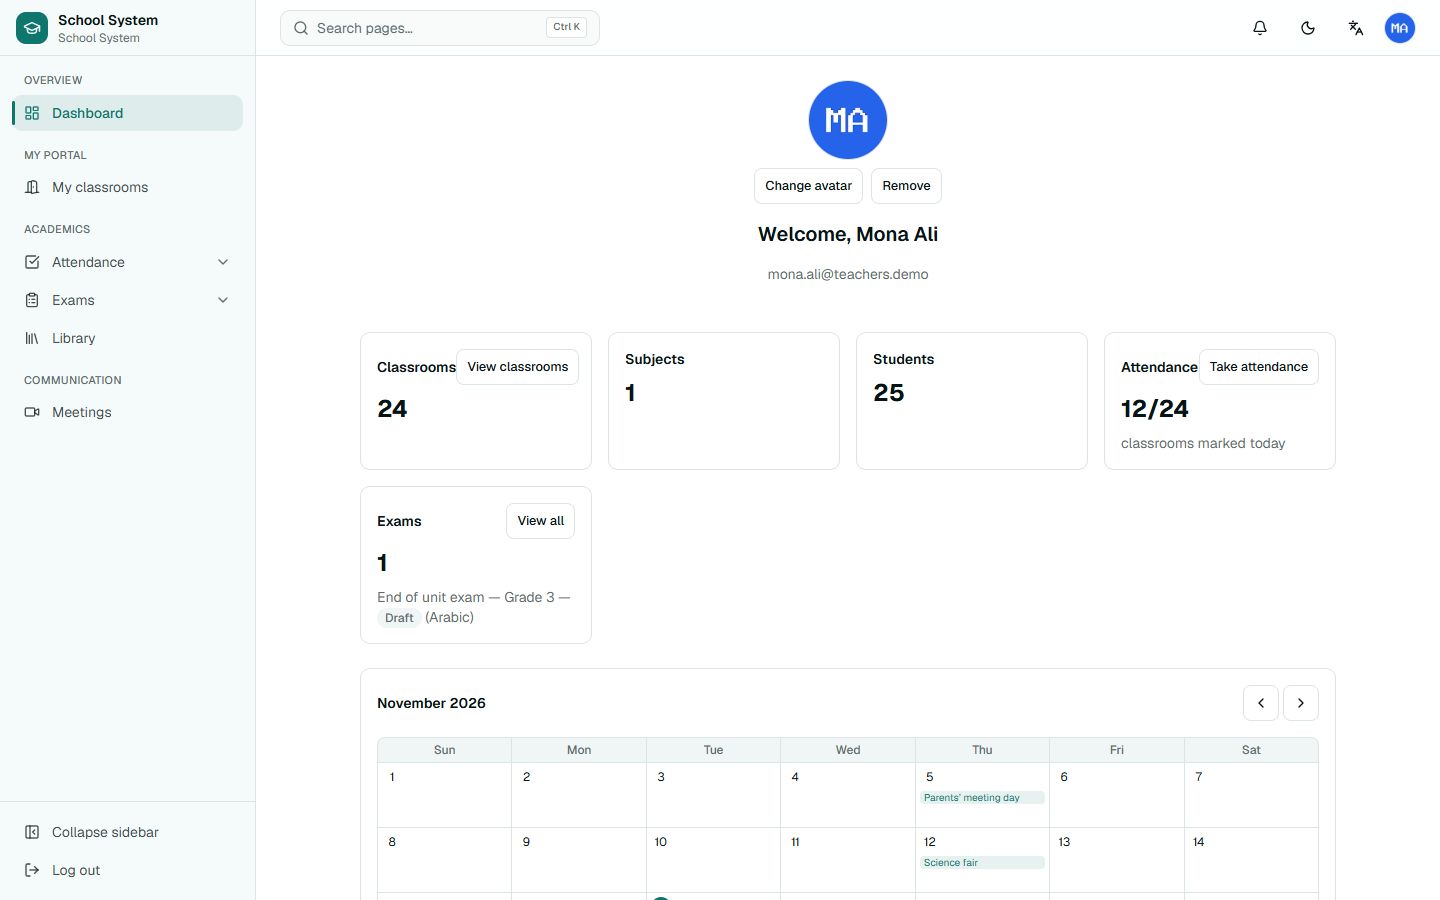 School System
School System
Search pages...
Ctrl K
MA
OVERVIEW
Dashboard
MY PORTAL
My classrooms
ACADEMICS
Attendance
Exams
Library
COMMUNICATION
Meetings
Collapse sidebar
Log out
MA
Change avatar
Remove
Welcome, Mona Ali
mona.ali@teachers.demo
Classrooms
View classrooms
24
Subjects
1
Students
25
Attendance
Take attendance
12/24
classrooms marked today
Exams
View all
1
End of unit exam — Grade 3 —
Draft (Arabic)
November 2026
Sun Mon Tue Wed Thu Fri Sat
1 2 3 4 5 6 7
Parents' meeting day
8 9 10 11 12 13 14
Science fair